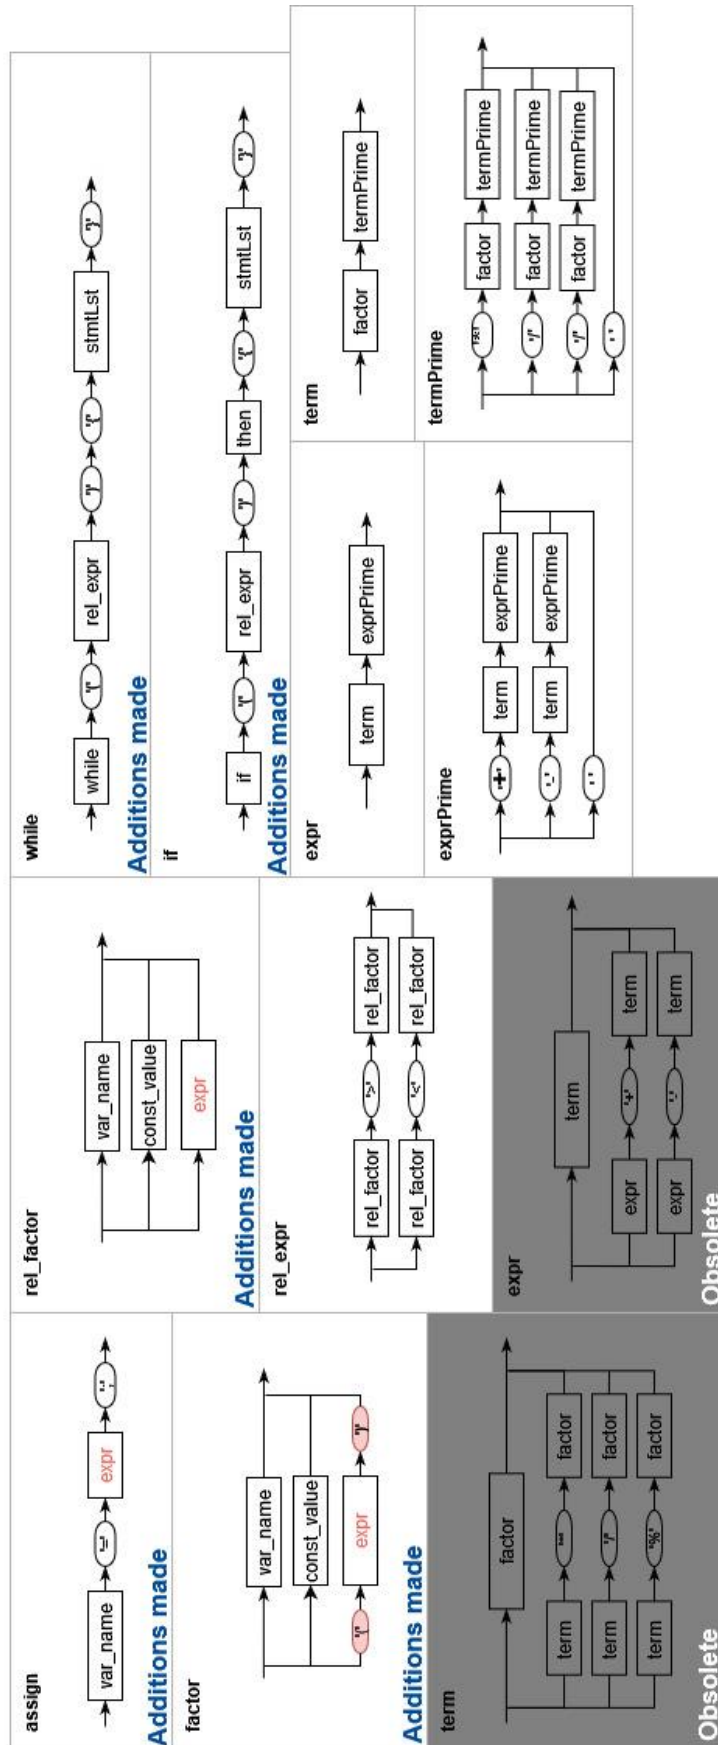 assign
var_name '=' expr ';'
Additions made
factor
var_name
const_value
'(' expr ')'
Additions made
term
factor
term '*' factor
term '/' factor
term '%' factor
Obsolete
rel_factor
var_name
const_value
expr
Additions made
rel_expr
rel_factor '>' rel_factor
rel_factor '<' rel_factor
expr
term
expr '+' term
expr '-' term
Obsolete
while
while '(' rel_expr ')' '{' stmtLst '}'
Additions made
if
if '(' rel_expr ')' then '{' stmtLst '}'
Additions made
expr
term exprPrime
exprPrime
'+' term exprPrime
'-' term exprPrime
' '
term
factor termPrime
termPrime
'*' factor termPrime
'/' factor termPrime
'/' factor termPrime
' '